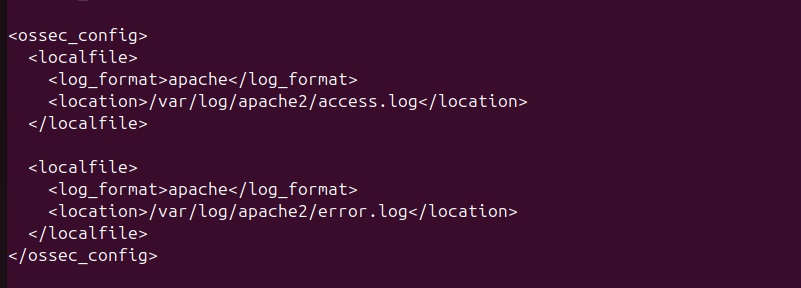 <ossec_config>
  <localfile>
    <log_format>apache</log_format>
    <location>/var/log/apache2/access.log</location>
  </localfile>

  <localfile>
    <log_format>apache</log_format>
    <location>/var/log/apache2/error.log</location>
  </localfile>
</ossec_config>